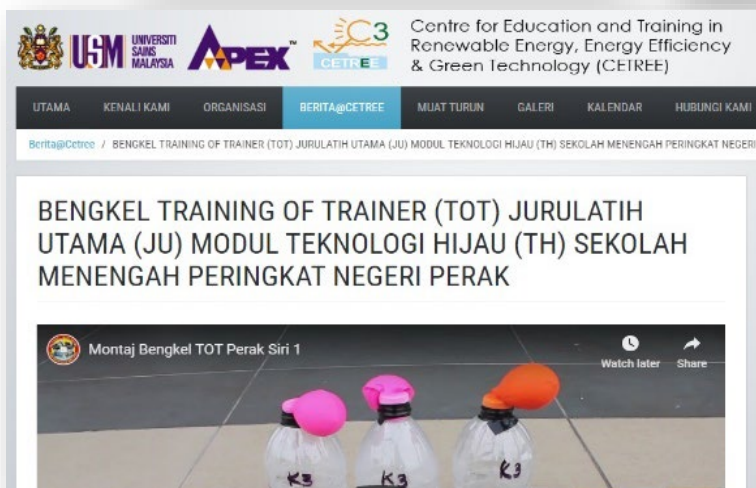 USM
UNIVERSITI
SAINS
MALAYSIA
APEX™
C3
CETREE
Centre for Education and Training in
Renewable Energy, Energy Efficiency
& Green Technology (CETREE)
UTAMA KENALI KAMI ORGANISASI BERITA@CETREE MUAT TURUN GALERI KALENDAR HUBUNGI KAMI
Berita@Cetree / BENGKEL TRAINING OF TRAINER (TOT) JURULATIH UTAMA (JU) MODUL TEKNOLOGI HIJAU (TH) SEKOLAH MENENGAH PERINGKAT NEGERI
BENGKEL TRAINING OF TRAINER (TOT) JURULATIH
UTAMA (JU) MODUL TEKNOLOGI HIJAU (TH) SEKOLAH
MENENGAH PERINGKAT NEGERI PERAK
Montaj Bengkel TOT Perak Siri 1
Watch later Share
K3 K3 K3